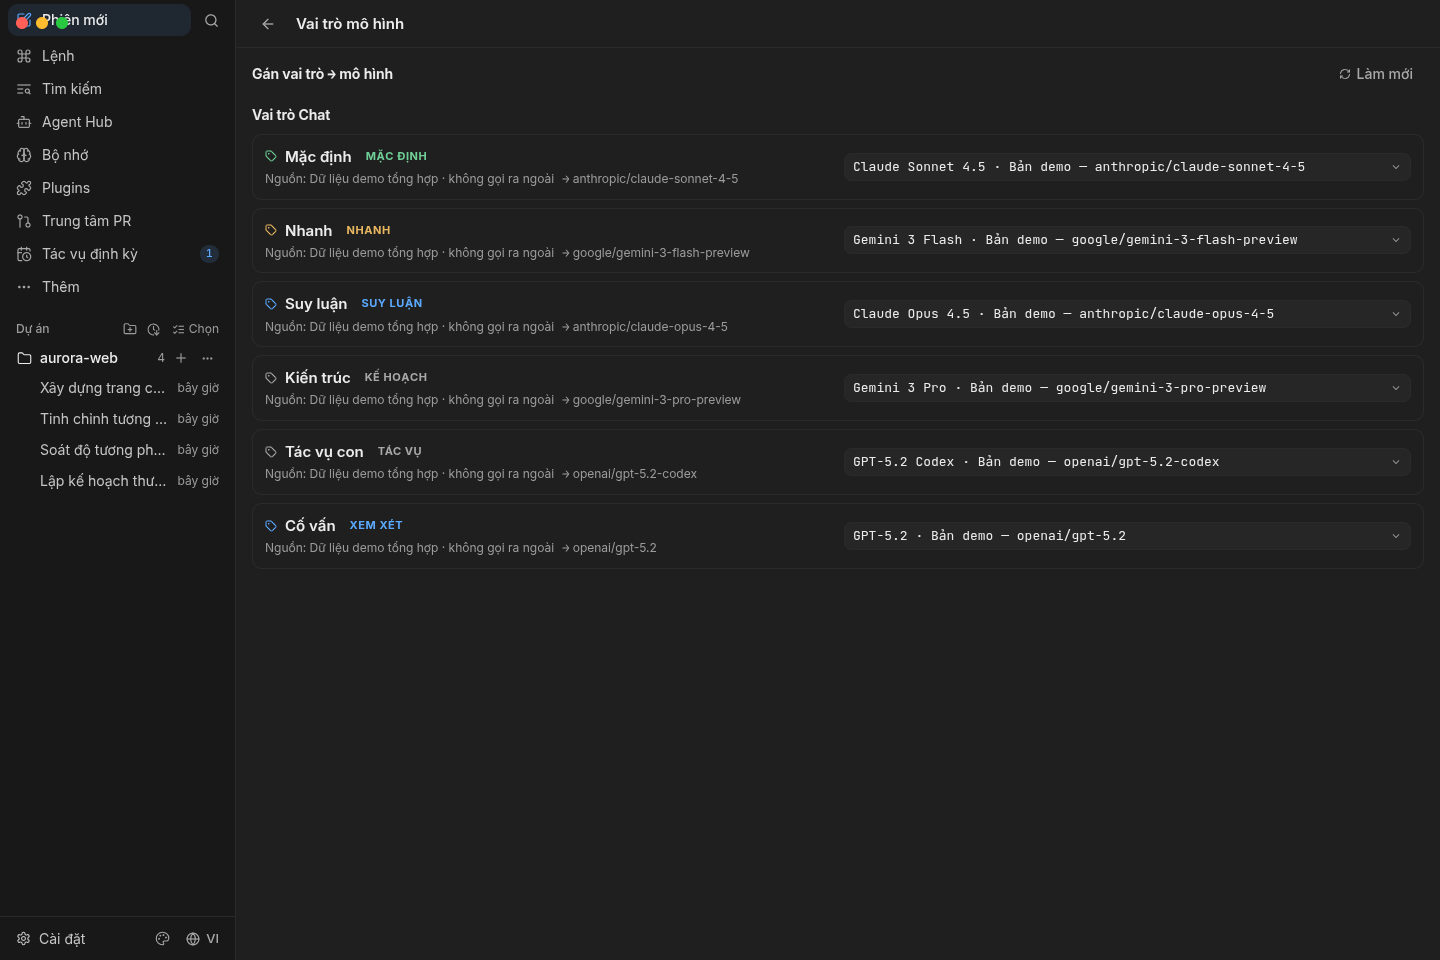 Phiên mới
Lệnh
Tìm kiếm
Agent Hub
Bộ nhớ
Plugins
Trung tâm PR
Tác vụ định kỳ 1
Thêm
Dự án Chọn
aurora-web 4
Xây dựng trang c... bây giờ
Tinh chỉnh tương ... bây giờ
Soát độ tương ph... bây giờ
Lập kế hoạch thư... bây giờ
Cài đặt VI
Vai trò mô hình
Gán vai trò → mô hình Làm mới
Vai trò Chat
Mặc định MẶC ĐỊNH
Nguồn: Dữ liệu demo tổng hợp · không gọi ra ngoài → anthropic/claude-sonnet-4-5
Claude Sonnet 4.5 · Bản demo — anthropic/claude-sonnet-4-5
Nhanh NHANH
Nguồn: Dữ liệu demo tổng hợp · không gọi ra ngoài → google/gemini-3-flash-preview
Gemini 3 Flash · Bản demo — google/gemini-3-flash-preview
Suy luận SUY LUẬN
Nguồn: Dữ liệu demo tổng hợp · không gọi ra ngoài → anthropic/claude-opus-4-5
Claude Opus 4.5 · Bản demo — anthropic/claude-opus-4-5
Kiến trúc KẾ HOẠCH
Nguồn: Dữ liệu demo tổng hợp · không gọi ra ngoài → google/gemini-3-pro-preview
Gemini 3 Pro · Bản demo — google/gemini-3-pro-preview
Tác vụ con TÁC VỤ
Nguồn: Dữ liệu demo tổng hợp · không gọi ra ngoài → openai/gpt-5.2-codex
GPT-5.2 Codex · Bản demo — openai/gpt-5.2-codex
Cố vấn XEM XÉT
Nguồn: Dữ liệu demo tổng hợp · không gọi ra ngoài → openai/gpt-5.2
GPT-5.2 · Bản demo — openai/gpt-5.2